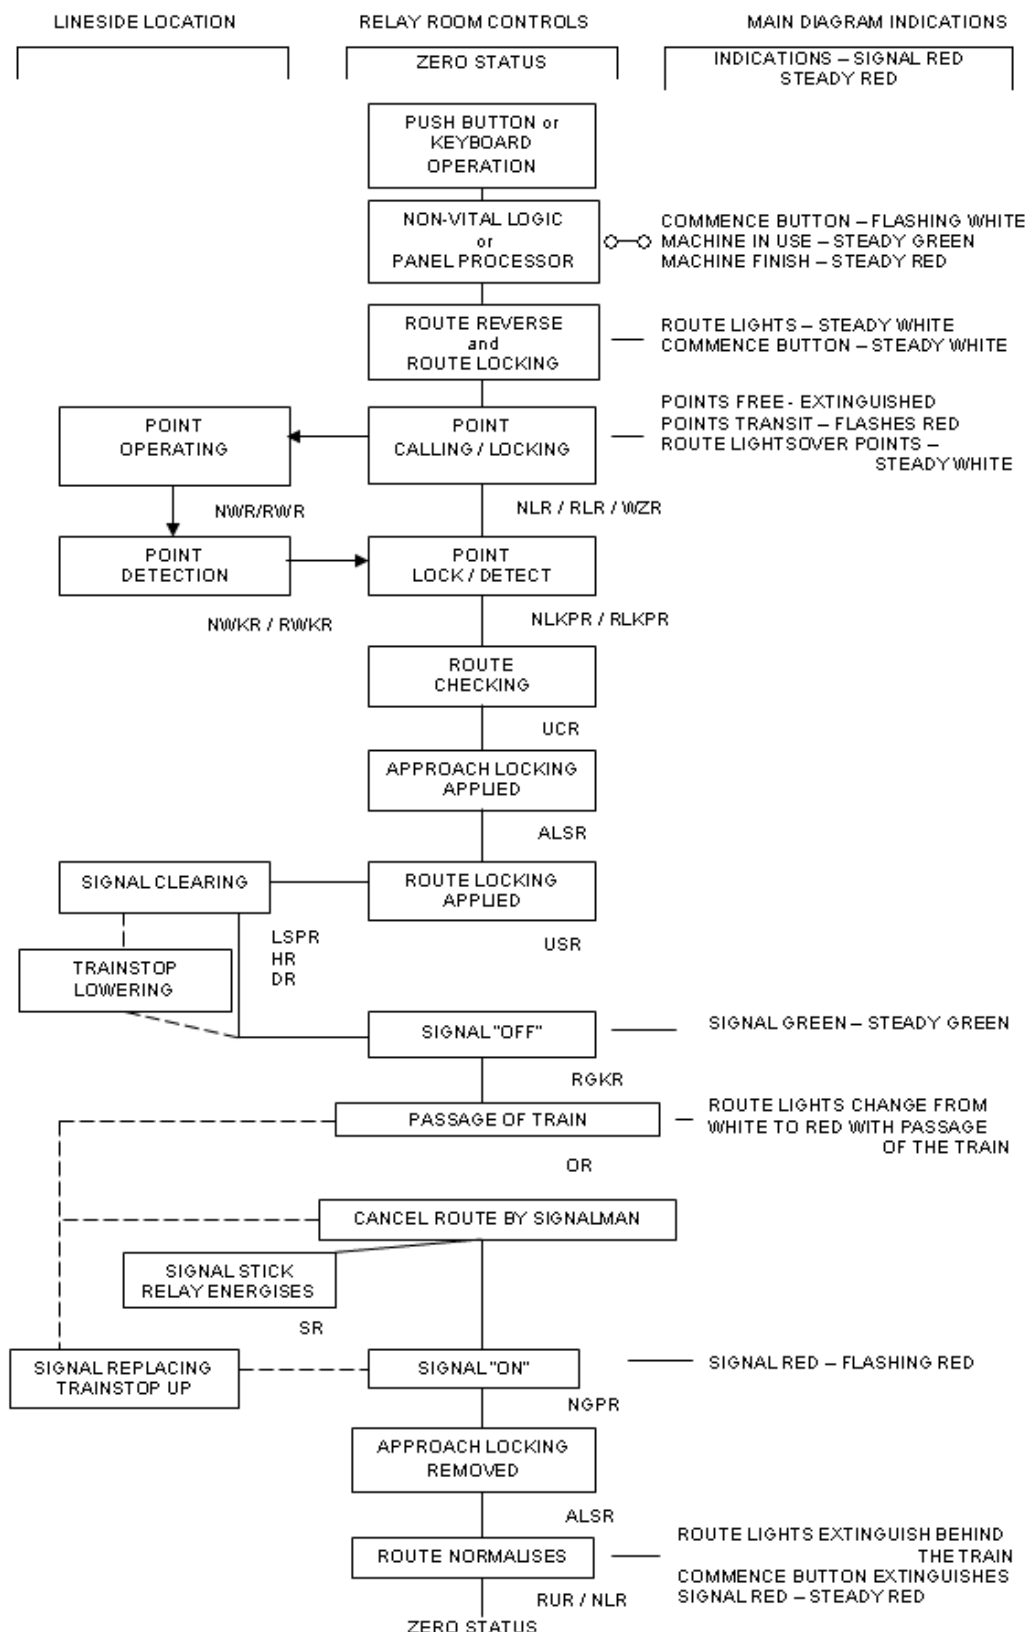 LINESIDE LOCATION
RELAY ROOM CONTROLS
MAIN DIAGRAM INDICATIONS
ZERO STATUS
INDICATIONS – SIGNAL RED
STEADY RED
PUSH BUTTON or
KEYBOARD
OPERATION
NON-VITAL LOGIC
or
PANEL PROCESSOR
COMMENCE BUTTON – FLASHING WHITE
MACHINE IN USE – STEADY GREEN
MACHINE FINISH – STEADY RED
ROUTE REVERSE
and
ROUTE LOCKING
ROUTE LIGHTS – STEADY WHITE
COMMENCE BUTTON – STEADY WHITE
POINT
OPERATING
POINT
CALLING / LOCKING
POINTS FREE - EXTINGUISHED
POINTS TRANSIT – FLASHES RED
ROUTE LIGHTSOVER POINTS –
STEADY WHITE
NWR/RWR
NLR / RLR / WZR
POINT
DETECTION
POINT
LOCK / DETECT
NWKR / RWKR
NLKPR / RLKPR
ROUTE
CHECKING
UCR
APPROACH LOCKING
APPLIED
ALSR
SIGNAL CLEARING
ROUTE LOCKING
APPLIED
LSPR
HR
DR
USR
TRAINSTOP
LOWERING
SIGNAL "OFF"
SIGNAL GREEN – STEADY GREEN
RGKR
PASSAGE OF TRAIN
ROUTE LIGHTS CHANGE FROM
WHITE TO RED WITH PASSAGE
OF THE TRAIN
OR
CANCEL ROUTE BY SIGNALMAN
SIGNAL STICK
RELAY ENERGISES
SR
SIGNAL REPLACING
TRAINSTOP UP
SIGNAL "ON"
SIGNAL RED – FLASHING RED
NGPR
APPROACH LOCKING
REMOVED
ALSR
ROUTE NORMALISES
ROUTE LIGHTS EXTINGUISH BEHIND
THE TRAIN
COMMENCE BUTTON EXTINGUISHES
SIGNAL RED – STEADY RED
RUR / NLR
ZERO STATUS